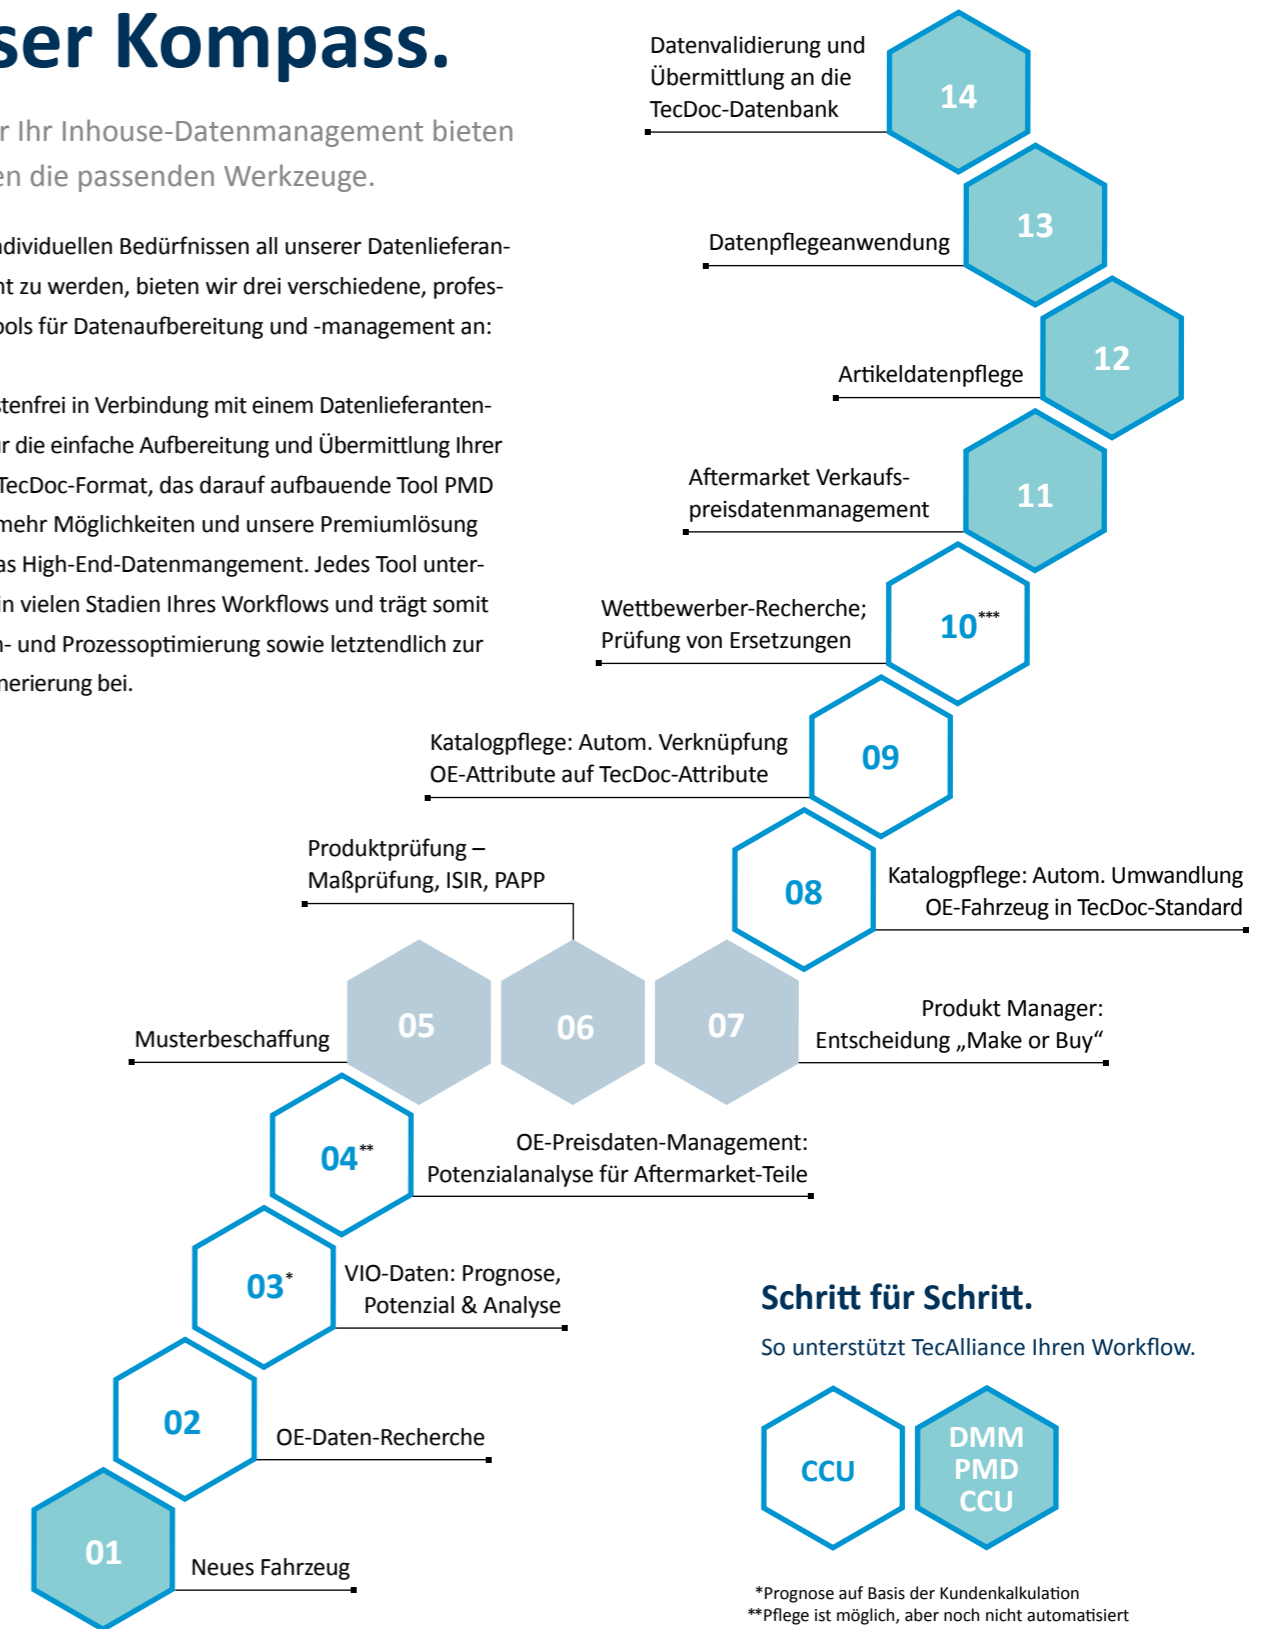 ser Kompass.
r Ihr Inhouse-Datenmanagement bieten
en die passenden Werkzeuge.
ndividuellen Bedürfnissen all unserer Datenlieferan-
ht zu werden, bieten wir drei verschiedene, profes-
ools für Datenaufbereitung und -management an:
stenfrei in Verbindung mit einem Datenlieferanten-
ür die einfache Aufbereitung und Übermittlung Ihrer
TecDoc-Format, das darauf aufbauende Tool PMD
mehr Möglichkeiten und unsere Premiumlösung
as High-End-Datenmangement. Jedes Tool unter-
in vielen Stadien Ihres Workflows und trägt somit
n- und Prozessoptimierung sowie letztendlich zur
nerierung bei.
Datenvalidierung und
Übermittlung an die
TecDoc-Datenbank
14
Datenpflegeanwendung
13
Artikeldatenpflege
12
Aftermarket Verkaufs-
preisdatenmanagement
11
Wettbewerber-Recherche;
Prüfung von Ersetzungen
10***
Katalogpflege: Autom. Verknüpfung
OE-Attribute auf TecDoc-Attribute
09
08
Katalogpflege: Autom. Umwandlung
OE-Fahrzeug in TecDoc-Standard
Produktprüfung –
Maßprüfung, ISIR, PAPP
05
06
07
Musterbeschaffung
Produkt Manager:
Entscheidung „Make or Buy“
04**
OE-Preisdaten-Management:
Potenzialanalyse für Aftermarket-Teile
03*
VIO-Daten: Prognose,
Potenzial & Analyse
02
OE-Daten-Recherche
01
Neues Fahrzeug
Schritt für Schritt.
So unterstützt TecAlliance Ihren Workflow.
CCU
DMM
PMD
CCU
*Prognose auf Basis der Kundenkalkulation
**Pflege ist möglich, aber noch nicht automatisiert